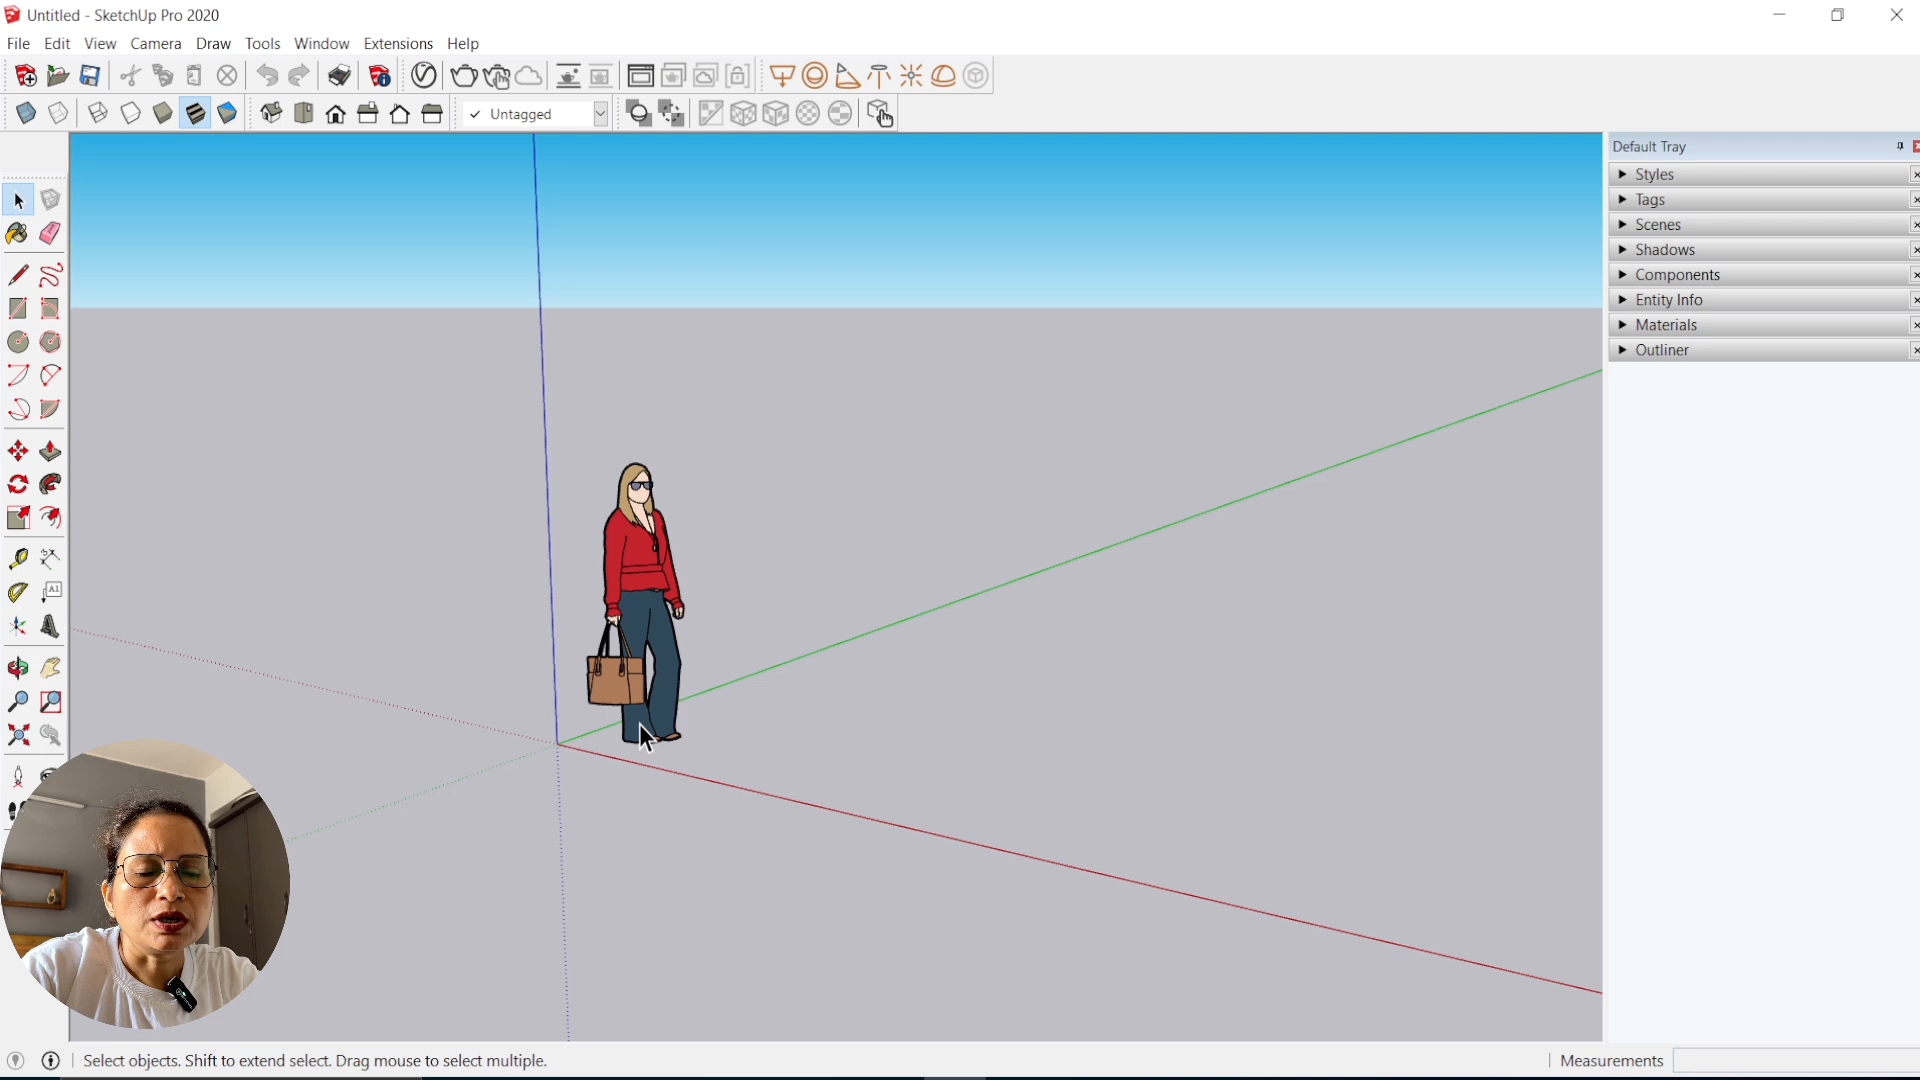 Untitled - SketchUp Pro 2020
File Edit View Camera Draw Tools Window Extensions Help
✓ Untagged
Default Tray
Styles
Tags
Scenes
Shadows
Components
Entity Info
Materials
Outliner
A1
Select objects. Shift to extend select. Drag mouse to select multiple.
Measurements